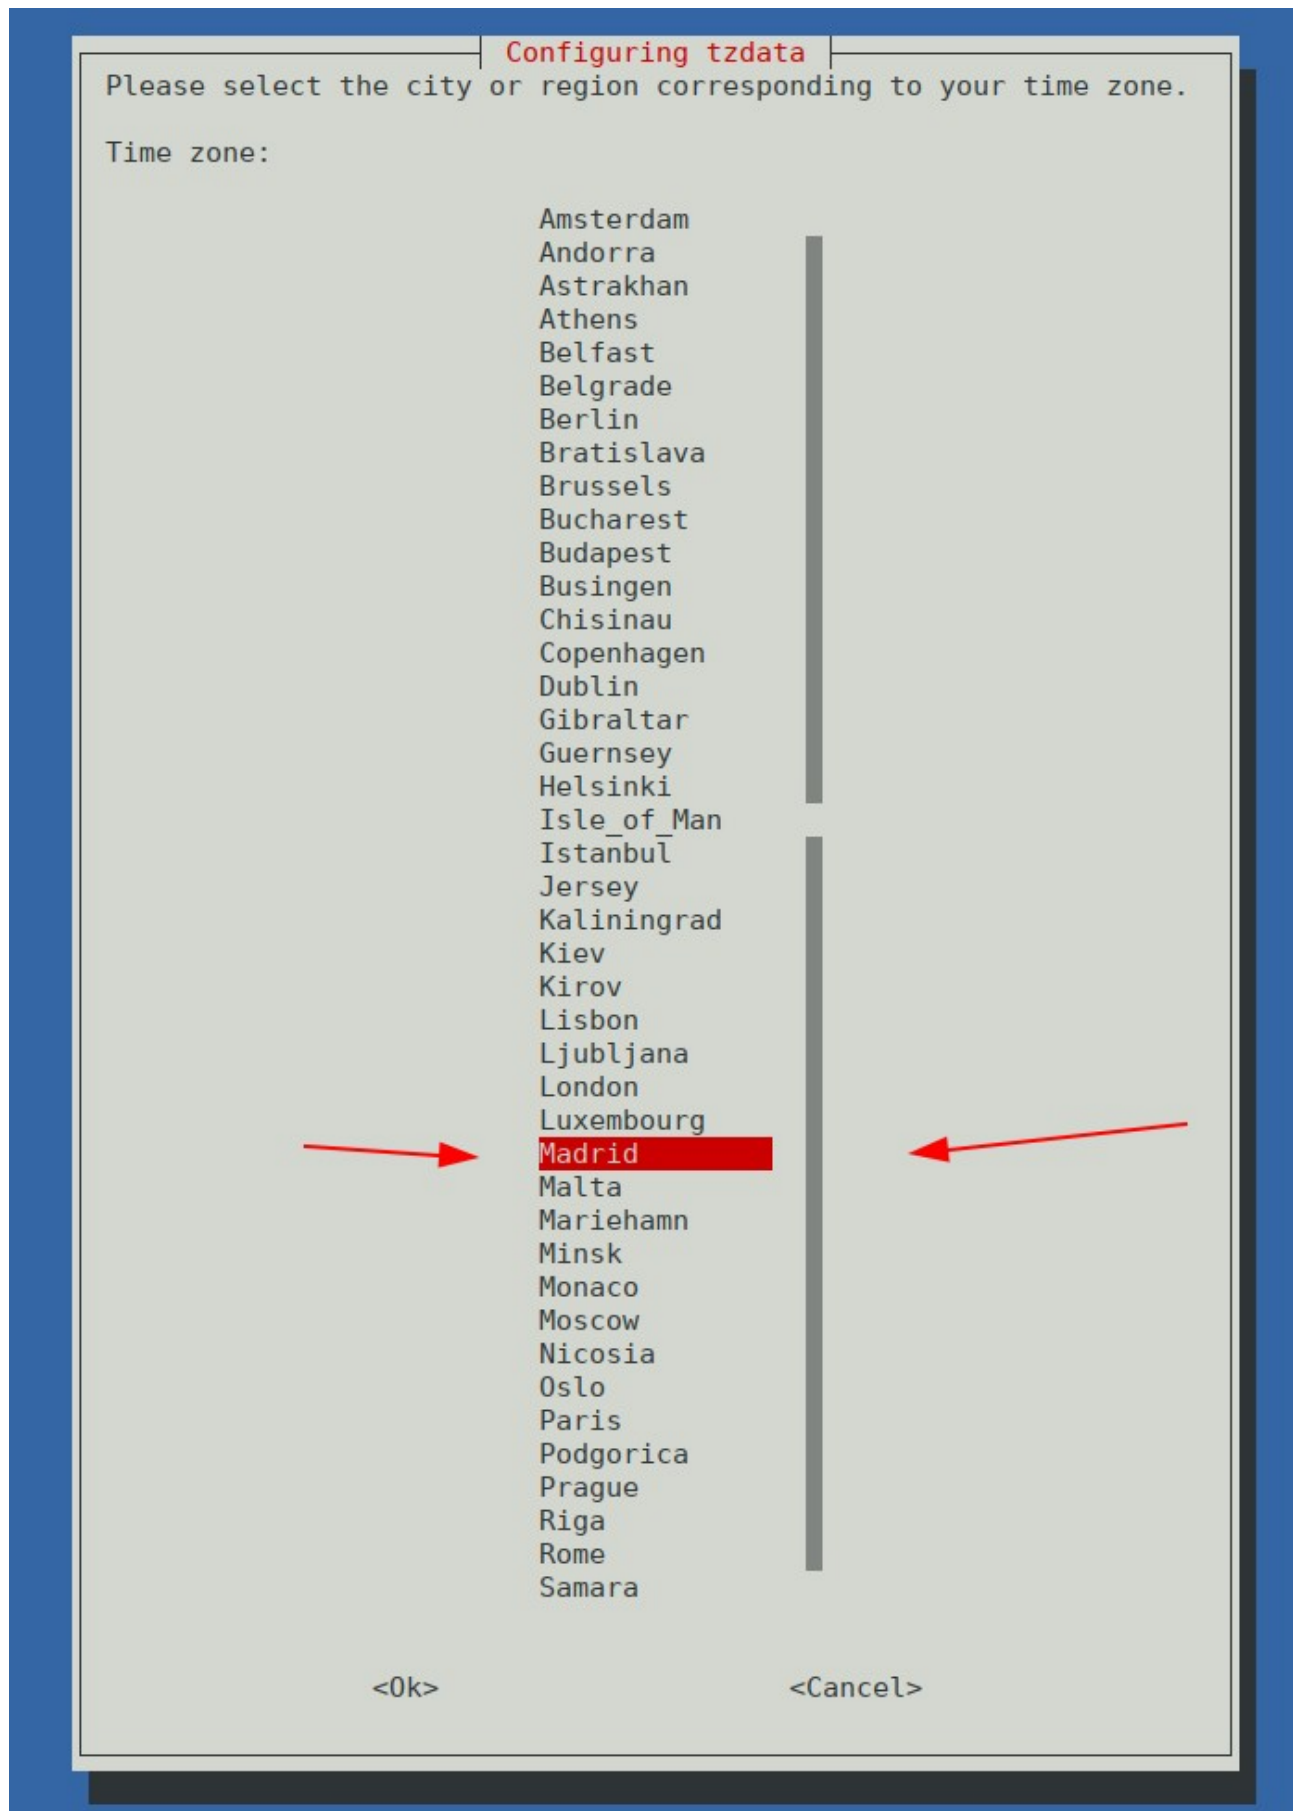 Configuring tzdata
Please select the city or region corresponding to your time zone.
Time zone:
Amsterdam
Andorra
Astrakhan
Athens
Belfast
Belgrade
Berlin
Bratislava
Brussels
Bucharest
Budapest
Busingen
Chisinau
Copenhagen
Dublin
Gibraltar
Guernsey
Helsinki
Isle_of_Man
Istanbul
Jersey
Kaliningrad
Kiev
Kirov
Lisbon
Ljubljana
London
Luxembourg
Madrid
Malta
Mariehamn
Minsk
Monaco
Moscow
Nicosia
Oslo
Paris
Podgorica
Prague
Riga
Rome
Samara
<Ok> <Cancel>